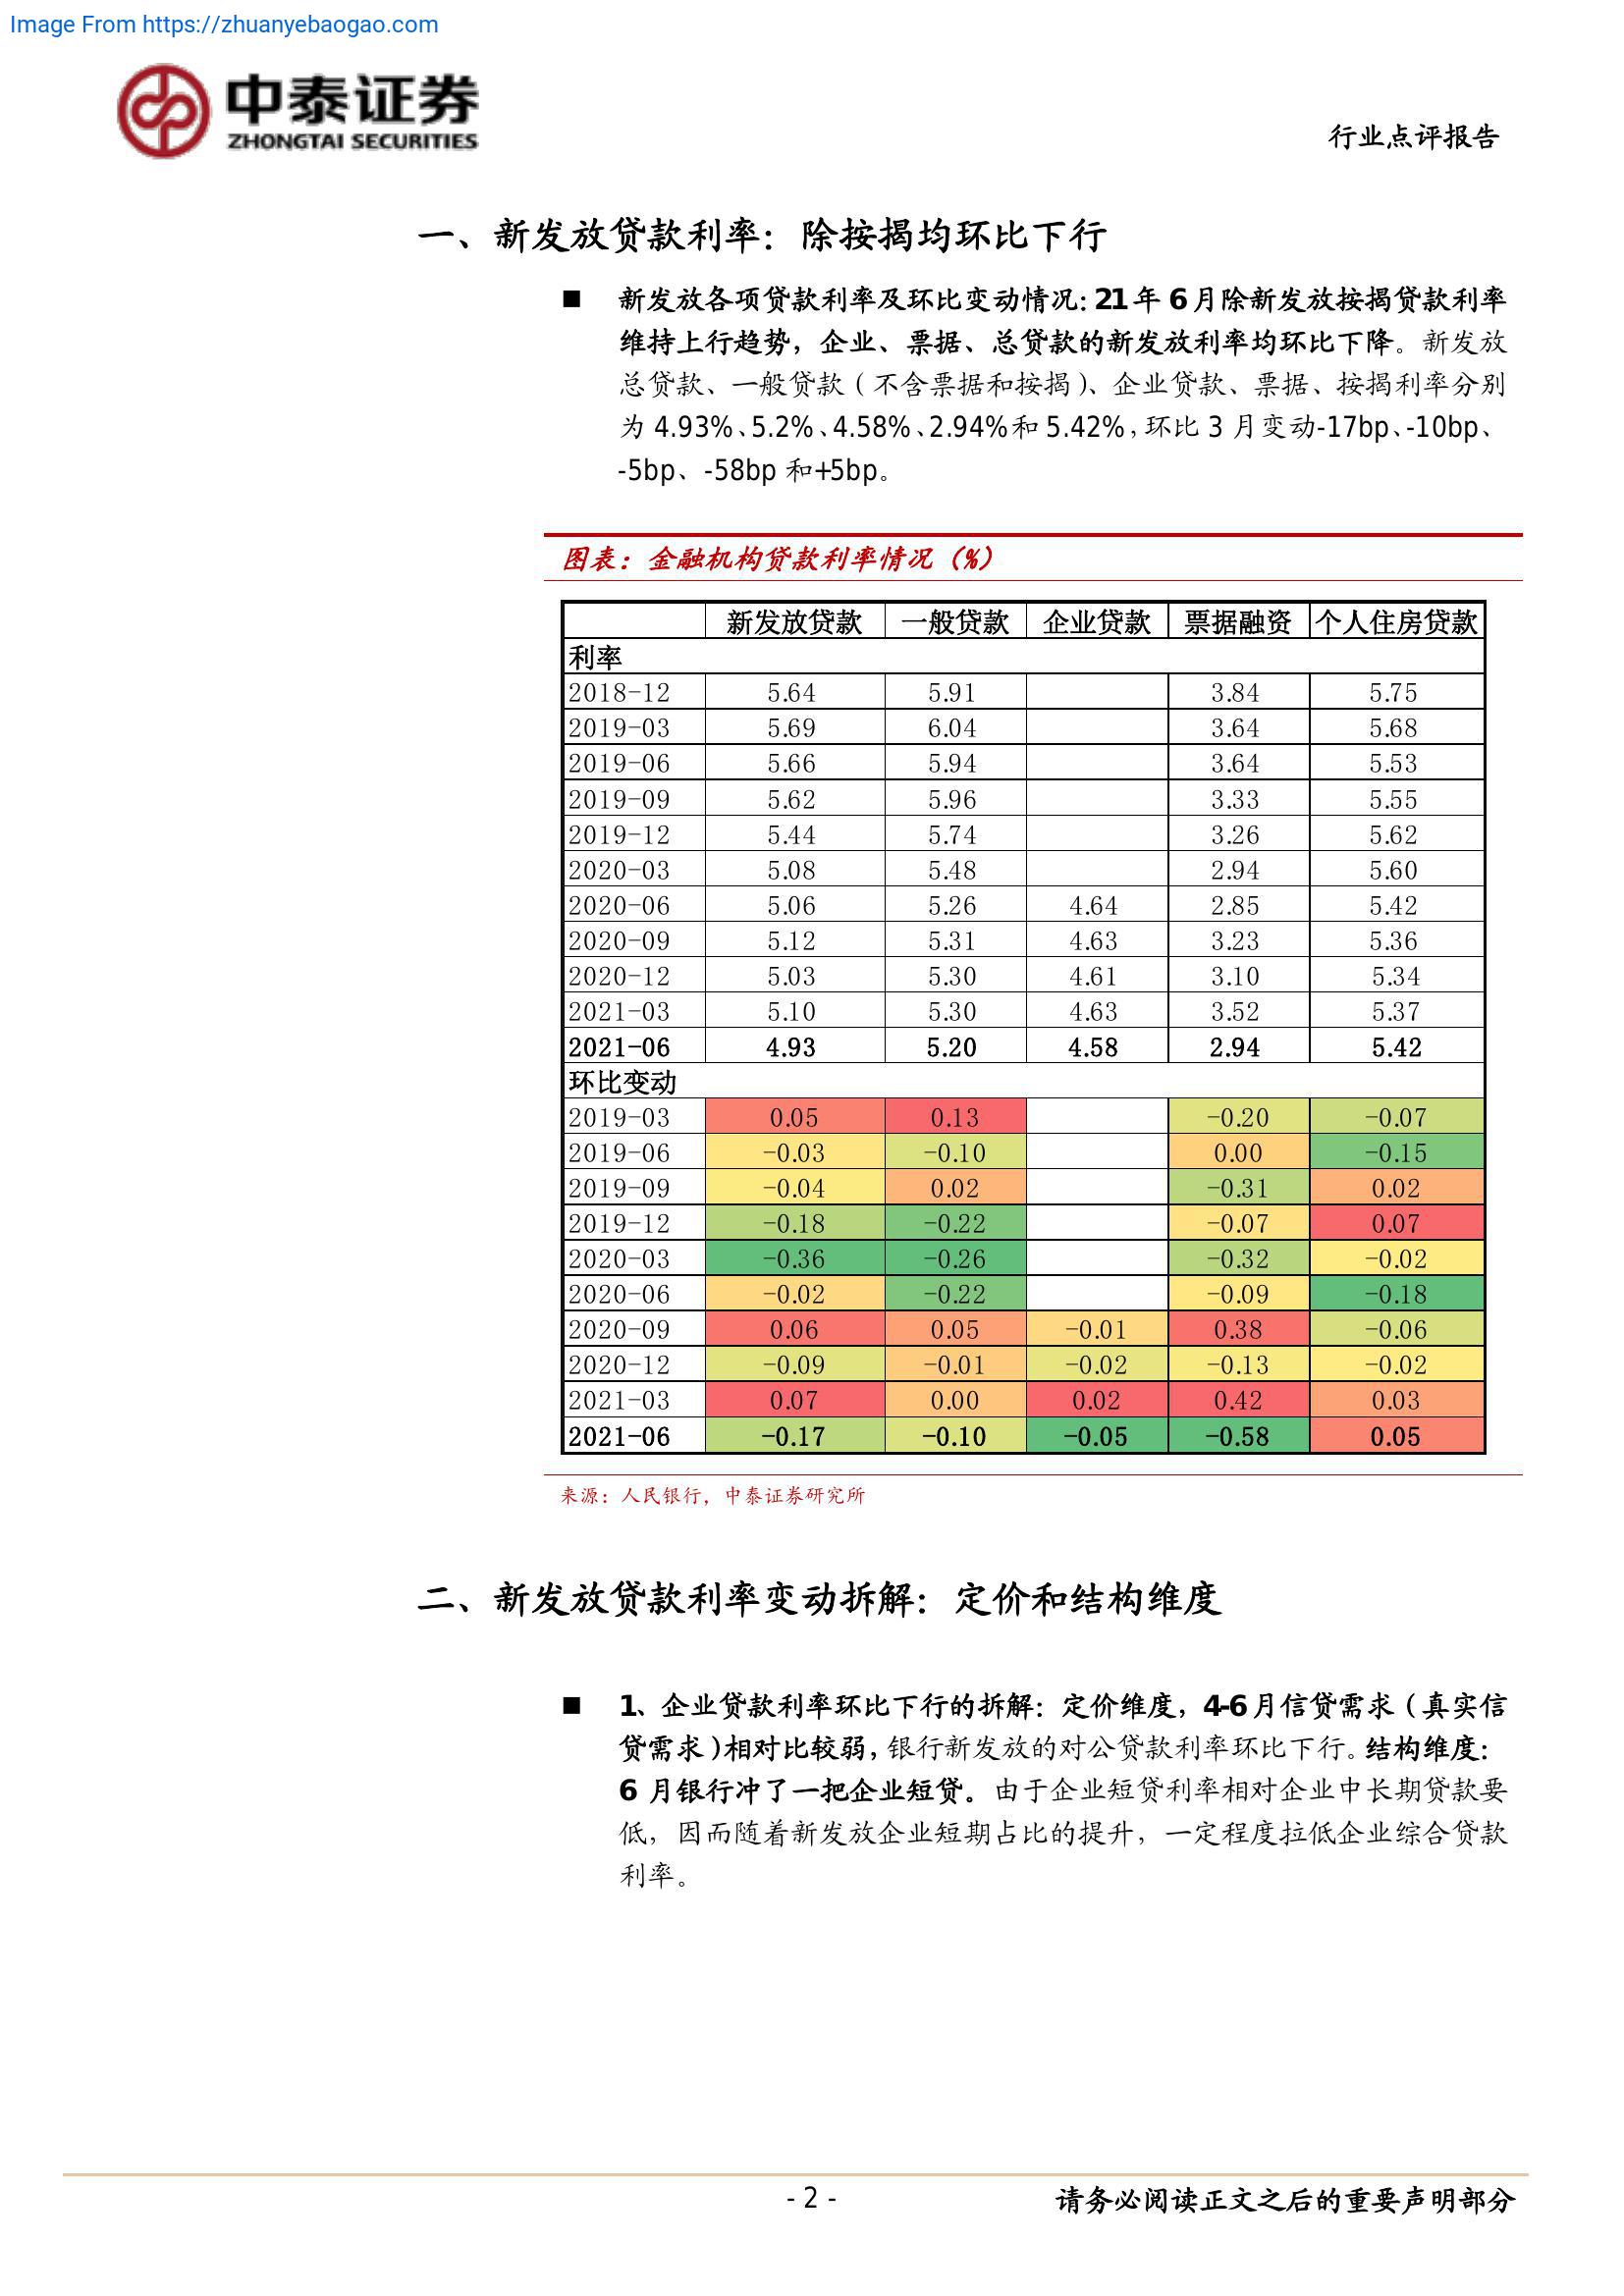 Image From https://zhuanyebaogao.com
中泰证券
ZHONGTAI SECURITIES
行业点评报告
一、新发放贷款利率：除按揭均环比下行
■ 新发放各项贷款利率及环比变动情况：21 年 6 月除新发放按揭贷款利率
维持上行趋势，企业、票据、总贷款的新发放利率均环比下降。新发放
总贷款、一般贷款（不含票据和按揭）、企业贷款、票据、按揭利率分别
为 4.93%、5.2%、4.58%、2.94%和 5.42%，环比 3 月变动-17bp、-10bp、
-5bp、-58bp 和+5bp。
图表：金融机构贷款利率情况（%）
新发放贷款 一般贷款 企业贷款 票据融资 个人住房贷款
利率
2018-12 5.64 5.91 3.84 5.75
2019-03 5.69 6.04 3.64 5.68
2019-06 5.66 5.94 3.64 5.53
2019-09 5.62 5.96 3.33 5.55
2019-12 5.44 5.74 3.26 5.62
2020-03 5.08 5.48 2.94 5.60
2020-06 5.06 5.26 4.64 2.85 5.42
2020-09 5.12 5.31 4.63 3.23 5.36
2020-12 5.03 5.30 4.61 3.10 5.34
2021-03 5.10 5.30 4.63 3.52 5.37
2021-06 4.93 5.20 4.58 2.94 5.42
环比变动
2019-03 0.05 0.13 -0.20 -0.07
2019-06 -0.03 -0.10 0.00 -0.15
2019-09 -0.04 0.02 -0.31 0.02
2019-12 -0.18 -0.22 -0.07 0.07
2020-03 -0.36 -0.26 -0.32 -0.02
2020-06 -0.02 -0.22 -0.09 -0.18
2020-09 0.06 0.05 -0.01 0.38 -0.06
2020-12 -0.09 -0.01 -0.02 -0.13 -0.02
2021-03 0.07 0.00 0.02 0.42 0.03
2021-06 -0.17 -0.10 -0.05 -0.58 0.05
来源：人民银行，中泰证券研究所
二、新发放贷款利率变动拆解：定价和结构维度
■ 1、企业贷款利率环比下行的拆解：定价维度，4-6 月信贷需求（真实信
贷需求）相对比较弱，银行新发放的对公贷款利率环比下行。结构维度：
6 月银行冲了一把企业短贷。由于企业短贷利率相对企业中长期贷款要
低，因而随着新发放企业短期占比的提升，一定程度拉低企业综合贷款
利率。
- 2 -
请务必阅读正文之后的重要声明部分